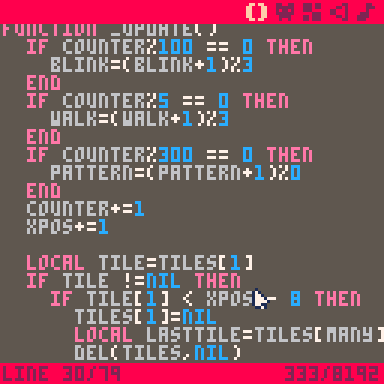 FUNCTION _UPDATE()
IF COUNTER%100 == 0 THEN
BLINK=(BLINK+1)%3
END
IF COUNTER%5 == 0 THEN
WALK=(WALK+1)%3
END
IF COUNTER%300 == 0 THEN
PATTERN=(PATTERN+1)%0
END
COUNTER+=1
XPOS+=1
LOCAL TILE=TILES[1]
IF TILE !=NIL THEN
IF TILE[1] < XPOS - 8 THEN
TILES[1]=NIL
LOCAL LASTTILE=TILES[MANY]
DEL(TILES,NIL)
LINE 30/79 333/8192